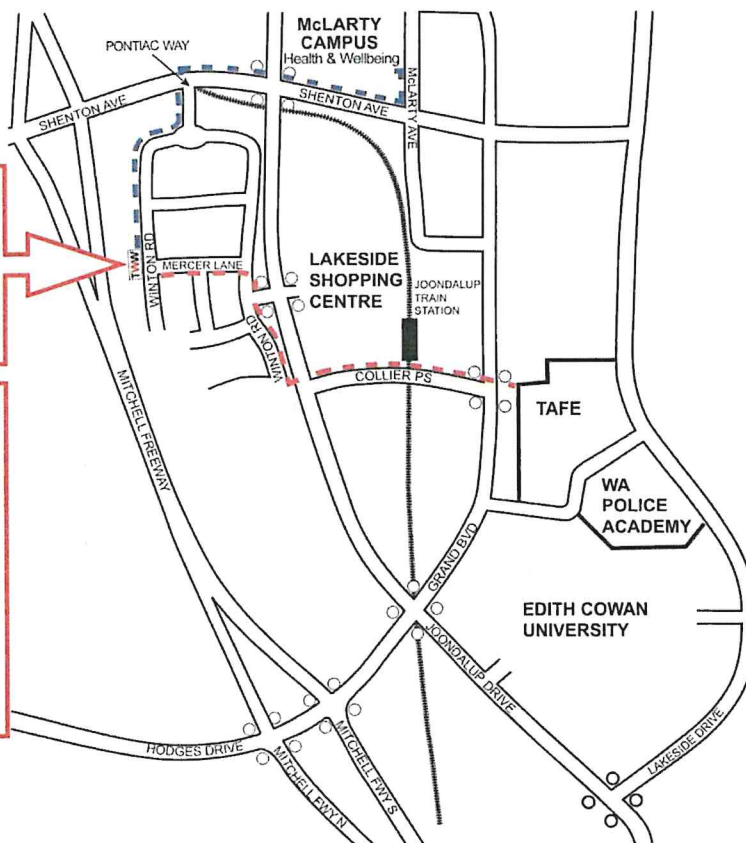 McLARTY
CAMPUS
Health & Wellbeing
PONTIAC WAY
SHENTON AVE
SHENTON AVE
McLARTY AVE
TWW
WINTON RD
MERCER LANE
LAKESIDE
SHOPPING
CENTRE
JOONDALUP
TRAIN
STATION
WINTON RD
COLLIER PS
TAFE
MITCHELL FREEWAY
WA
POLICE
ACADEMY
GRAND BVD
EDITH COWAN
UNIVERSITY
JOONDALUP DRIVE
HODGES DRIVE
MITCHELL FWY N
MITCHELL FWY S
LAKESIDE DRIVE